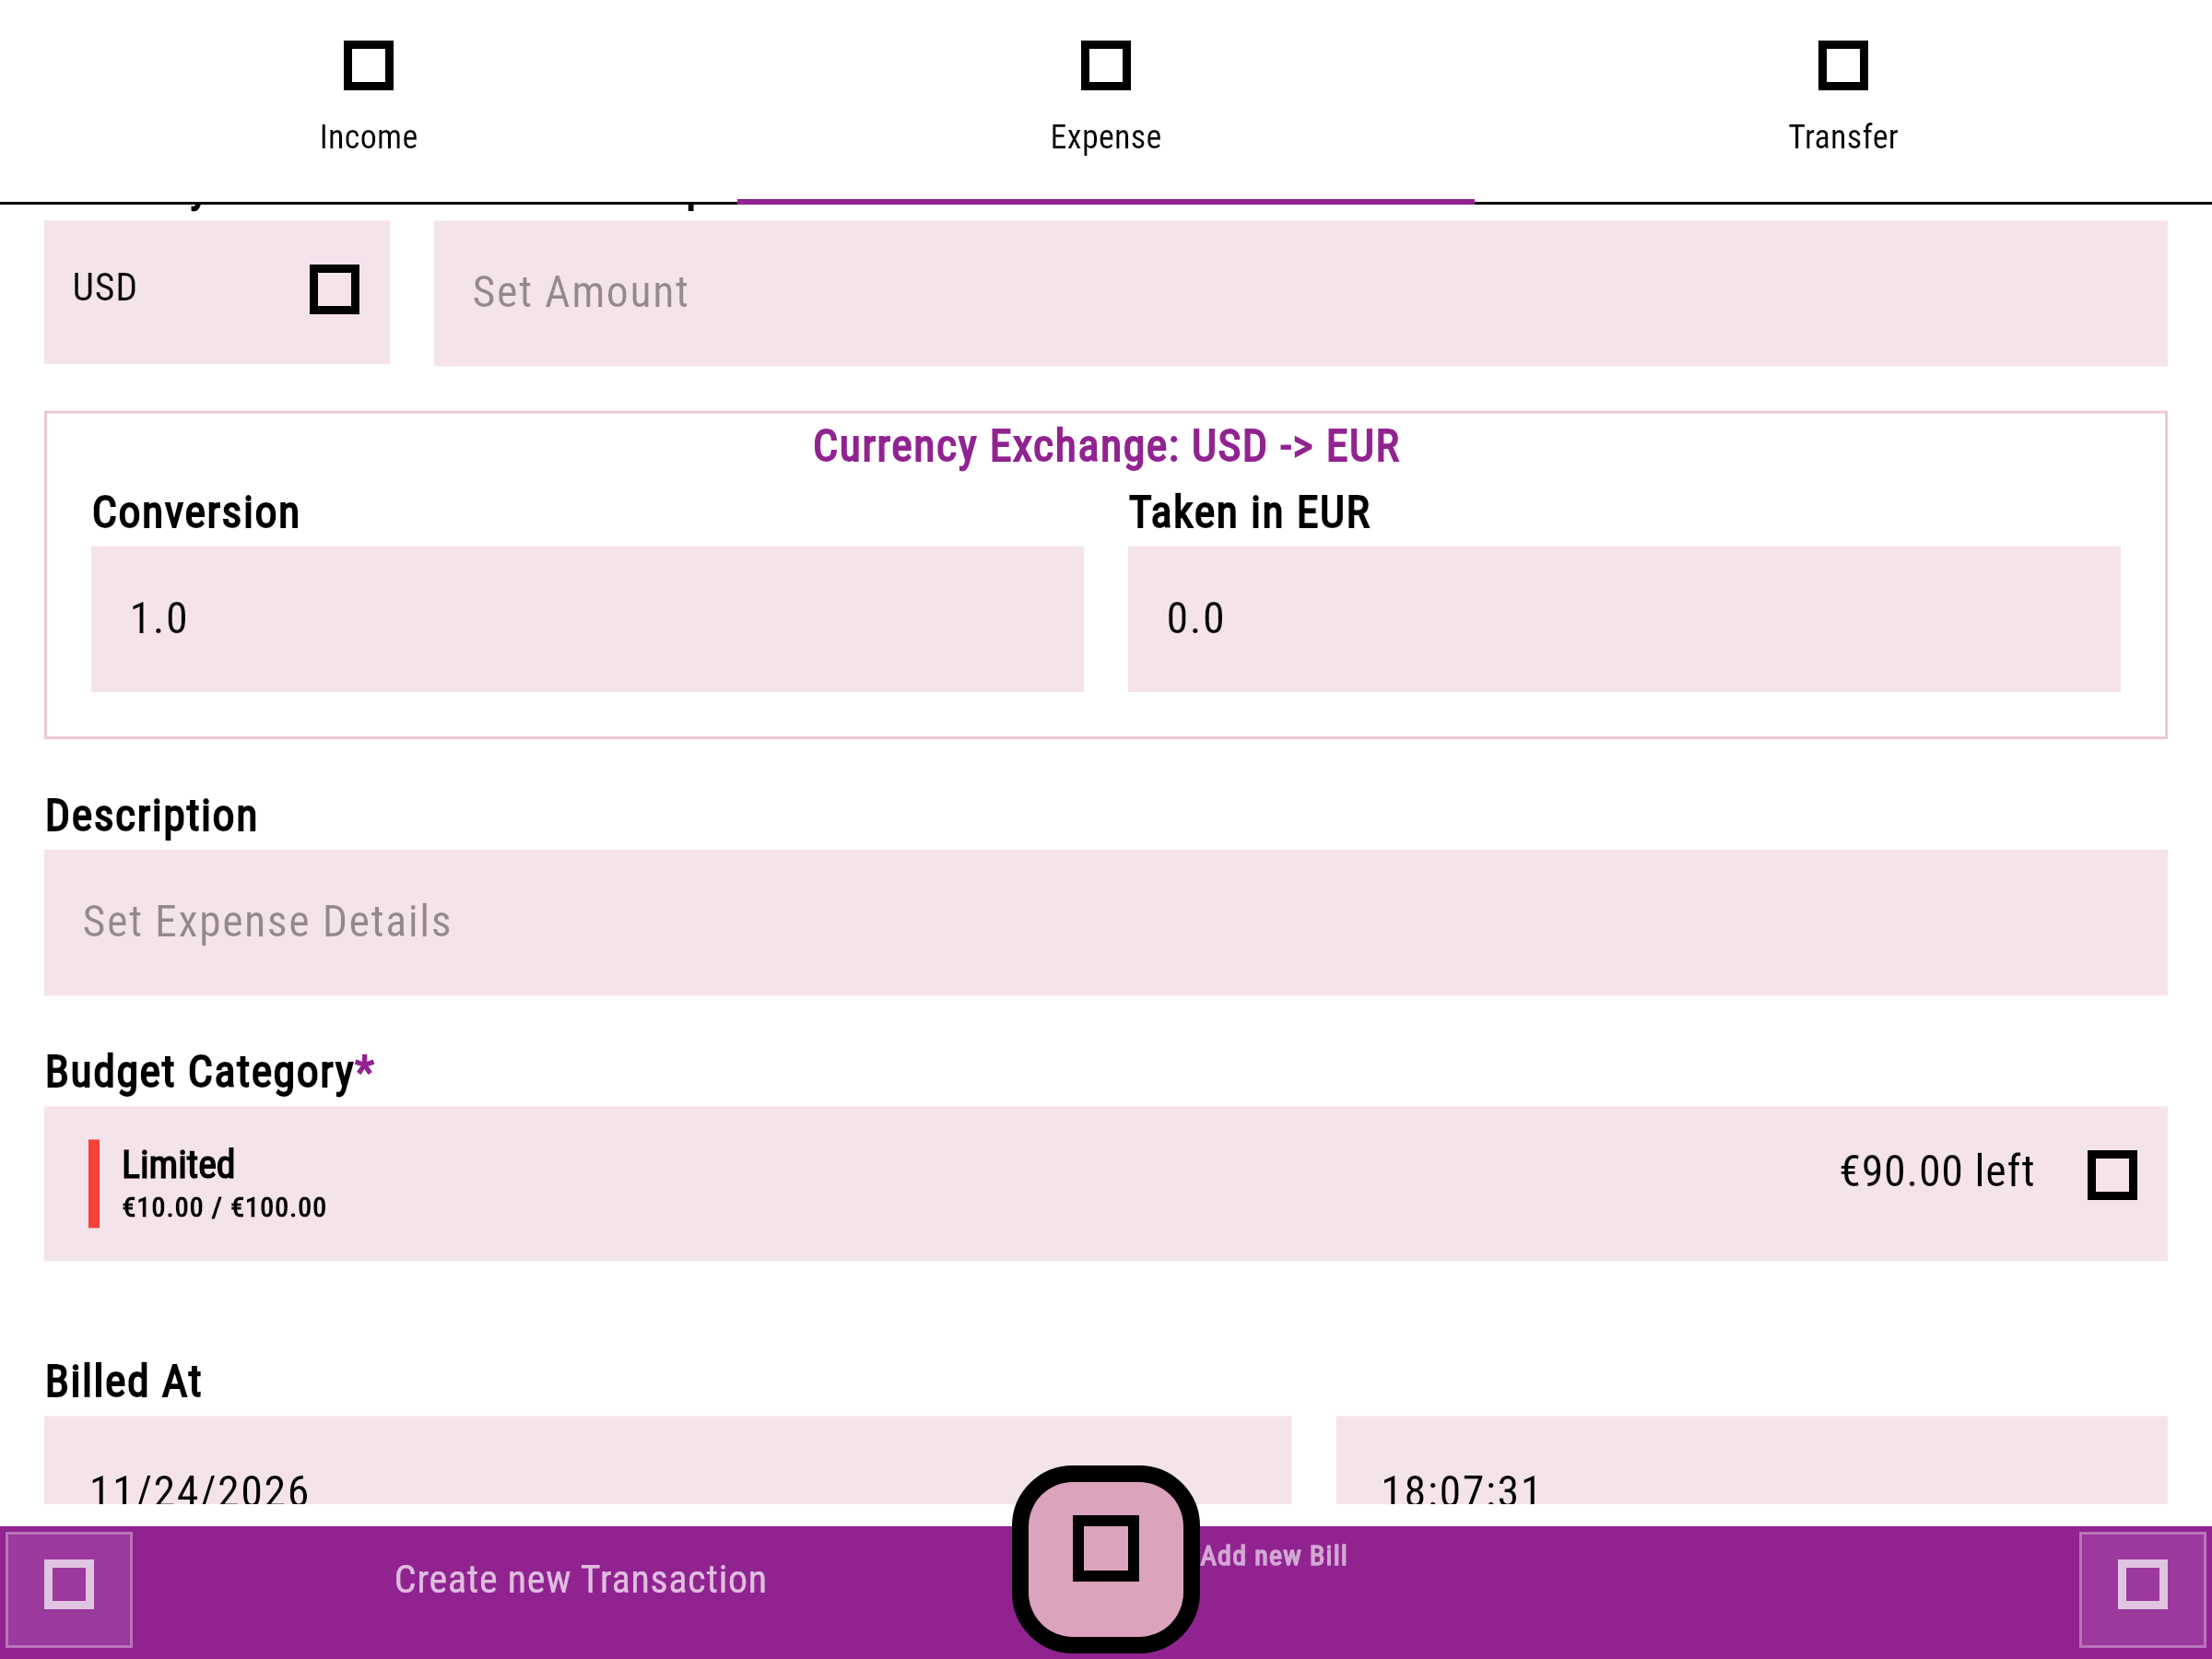 Income
Expense
Transfer
USD
Set Amount
Currency Exchange: USD -> EUR
Conversion
Taken in EUR
1.0
0.0
Description
Set Expense Details
Budget Category*
Limited
€10.00 / €100.00
€90.00 left
Billed At
11/24/2026
18:07:31
Create new Transaction
Add new Bill